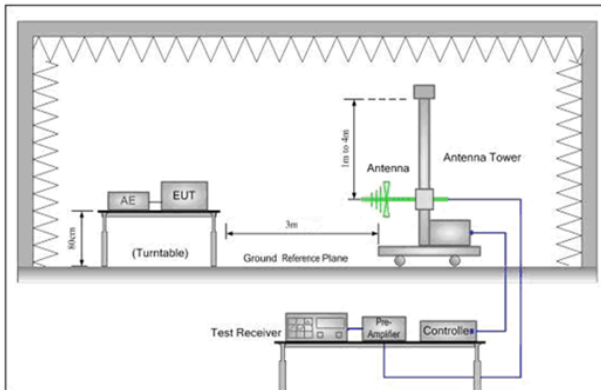 1m to 4m
Antenna
Antenna Tower
AE
EUT
80cm
(Turntable)
3m
Ground Reference Plane
Test Receiver
Pre-
Amplifier
Controller